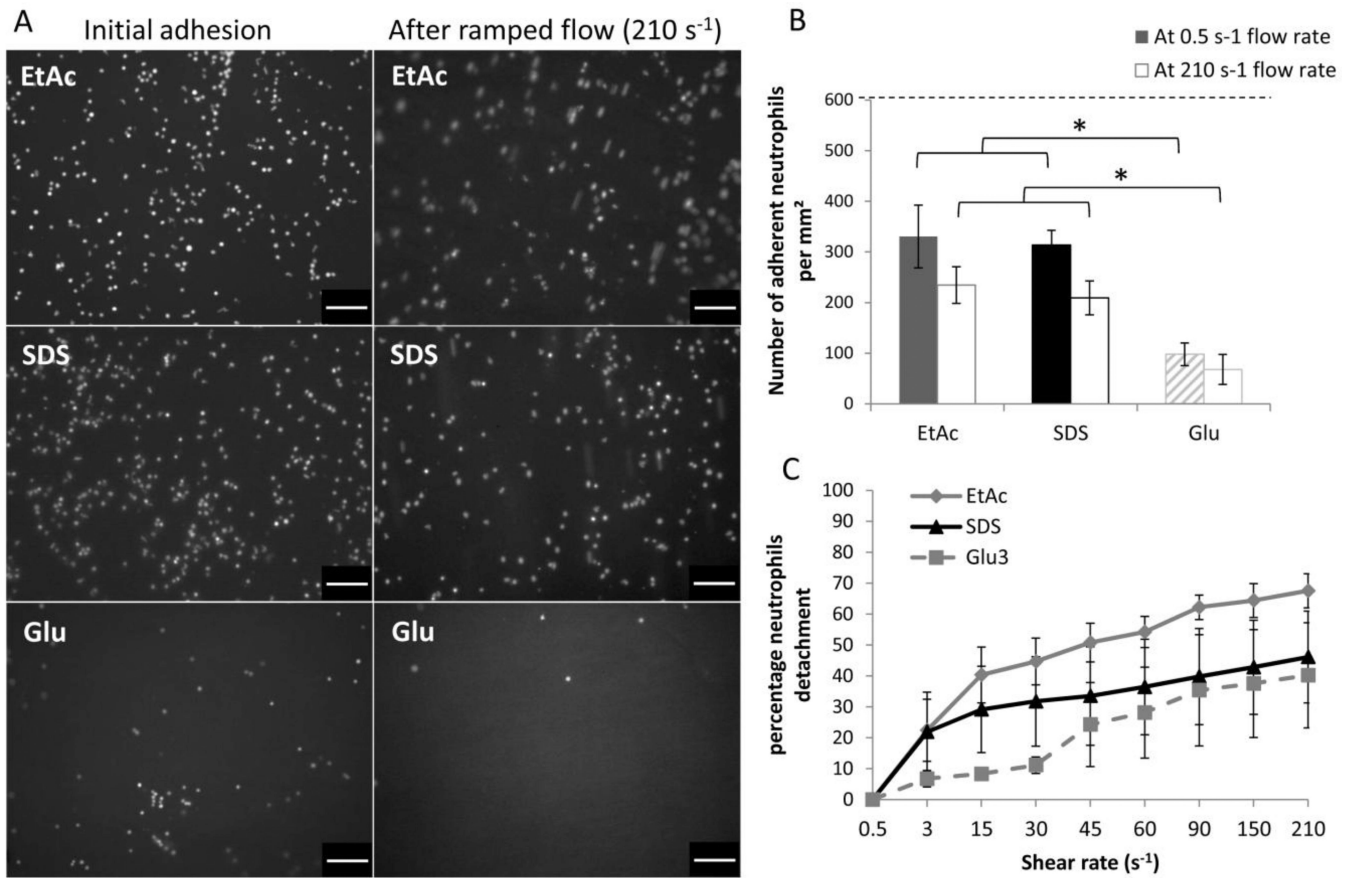 A
Initial adhesion
After ramped flow (210 s⁻¹)
EtAc
EtAc
SDS
SDS
Glu
Glu
B
At 0.5 s-1 flow rate
At 210 s-1 flow rate
Number of adherent neutrophils
per mm²
600
500
400
300
200
100
0
*
*
EtAc
SDS
Glu
C
EtAc
SDS
Glu3
percentage neutrophils
detachment
100
90
80
70
60
50
40
30
20
10
0
0.5 3 15 30 45 60 90 150 210
Shear rate (s⁻¹)